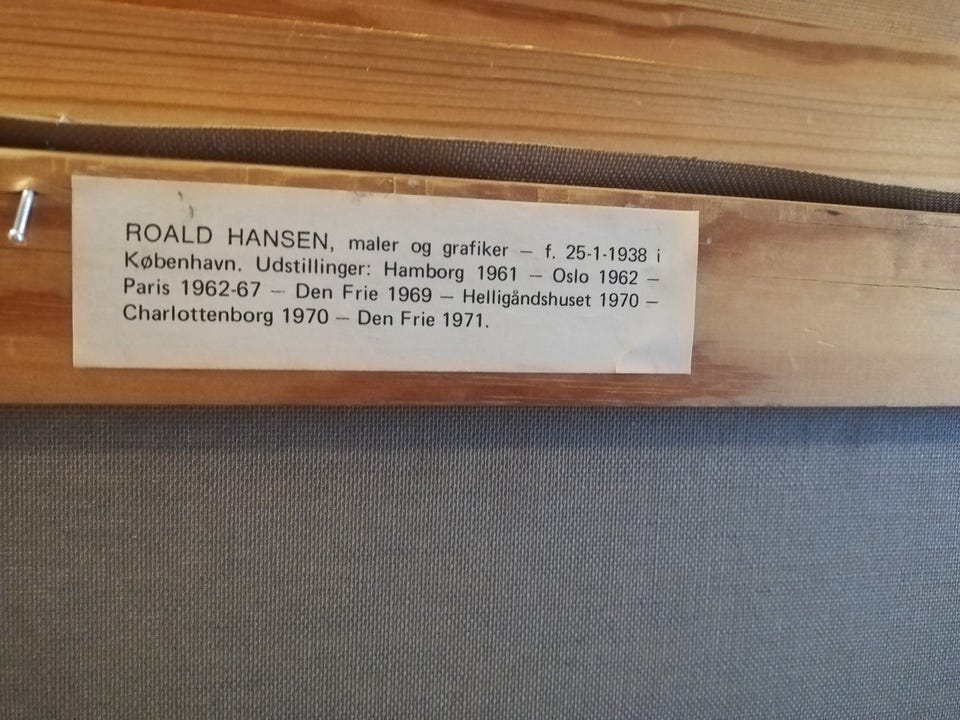 ROALD HANSEN, maler og grafiker — f. 25-1-1938 i
København. Udstillinger: Hamborg 1961 — Oslo 1962 —
Paris 1962-67 — Den Frie 1969 — Helligåndshuset 1970 —
Charlottenborg 1970 — Den Frie 1971.